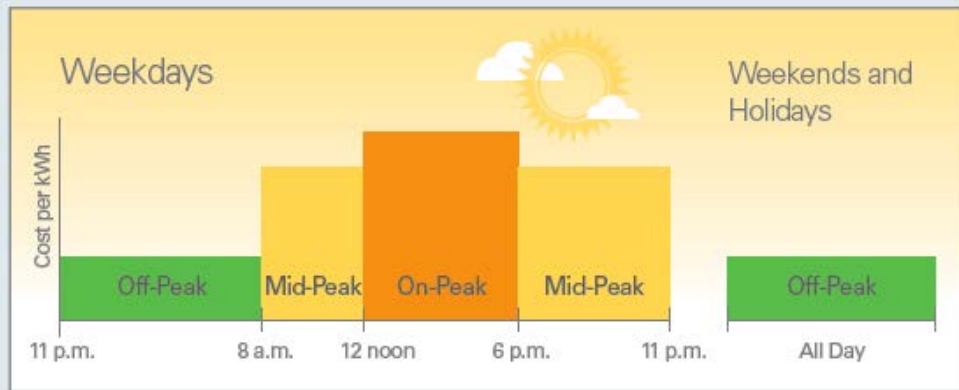 Weekdays
Weekends and
Holidays
Cost per kWh
Off-Peak
Mid-Peak
On-Peak
Mid-Peak
Off-Peak
11 p.m.
8 a.m.
12 noon
6 p.m.
11 p.m.
All Day